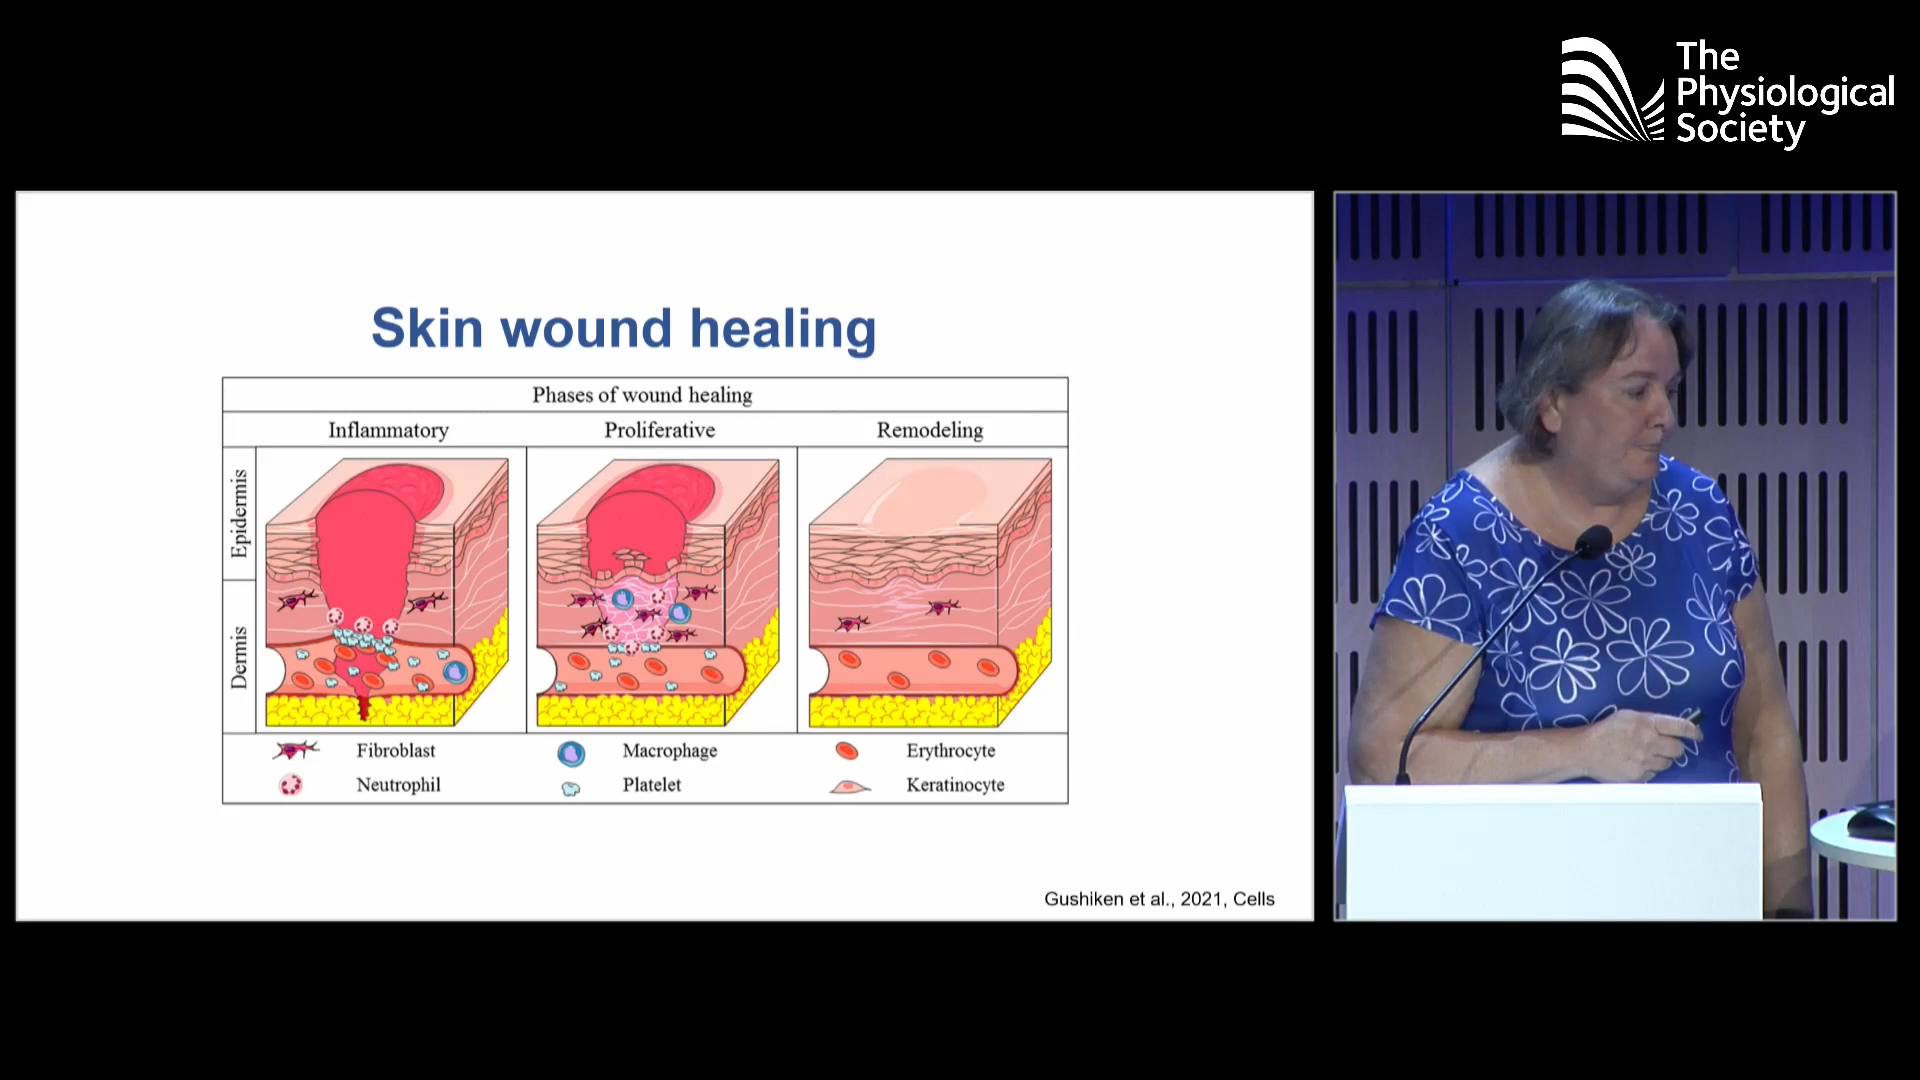 The
Physiological
Society
Skin wound healing
Phases of wound healing
Inflammatory
Proliferative
Remodeling
Epidermis
Dermis
Fibroblast
Macrophage
Erythrocyte
Neutrophil
Platelet
Keratinocyte
Gushiken et al., 2021, Cells